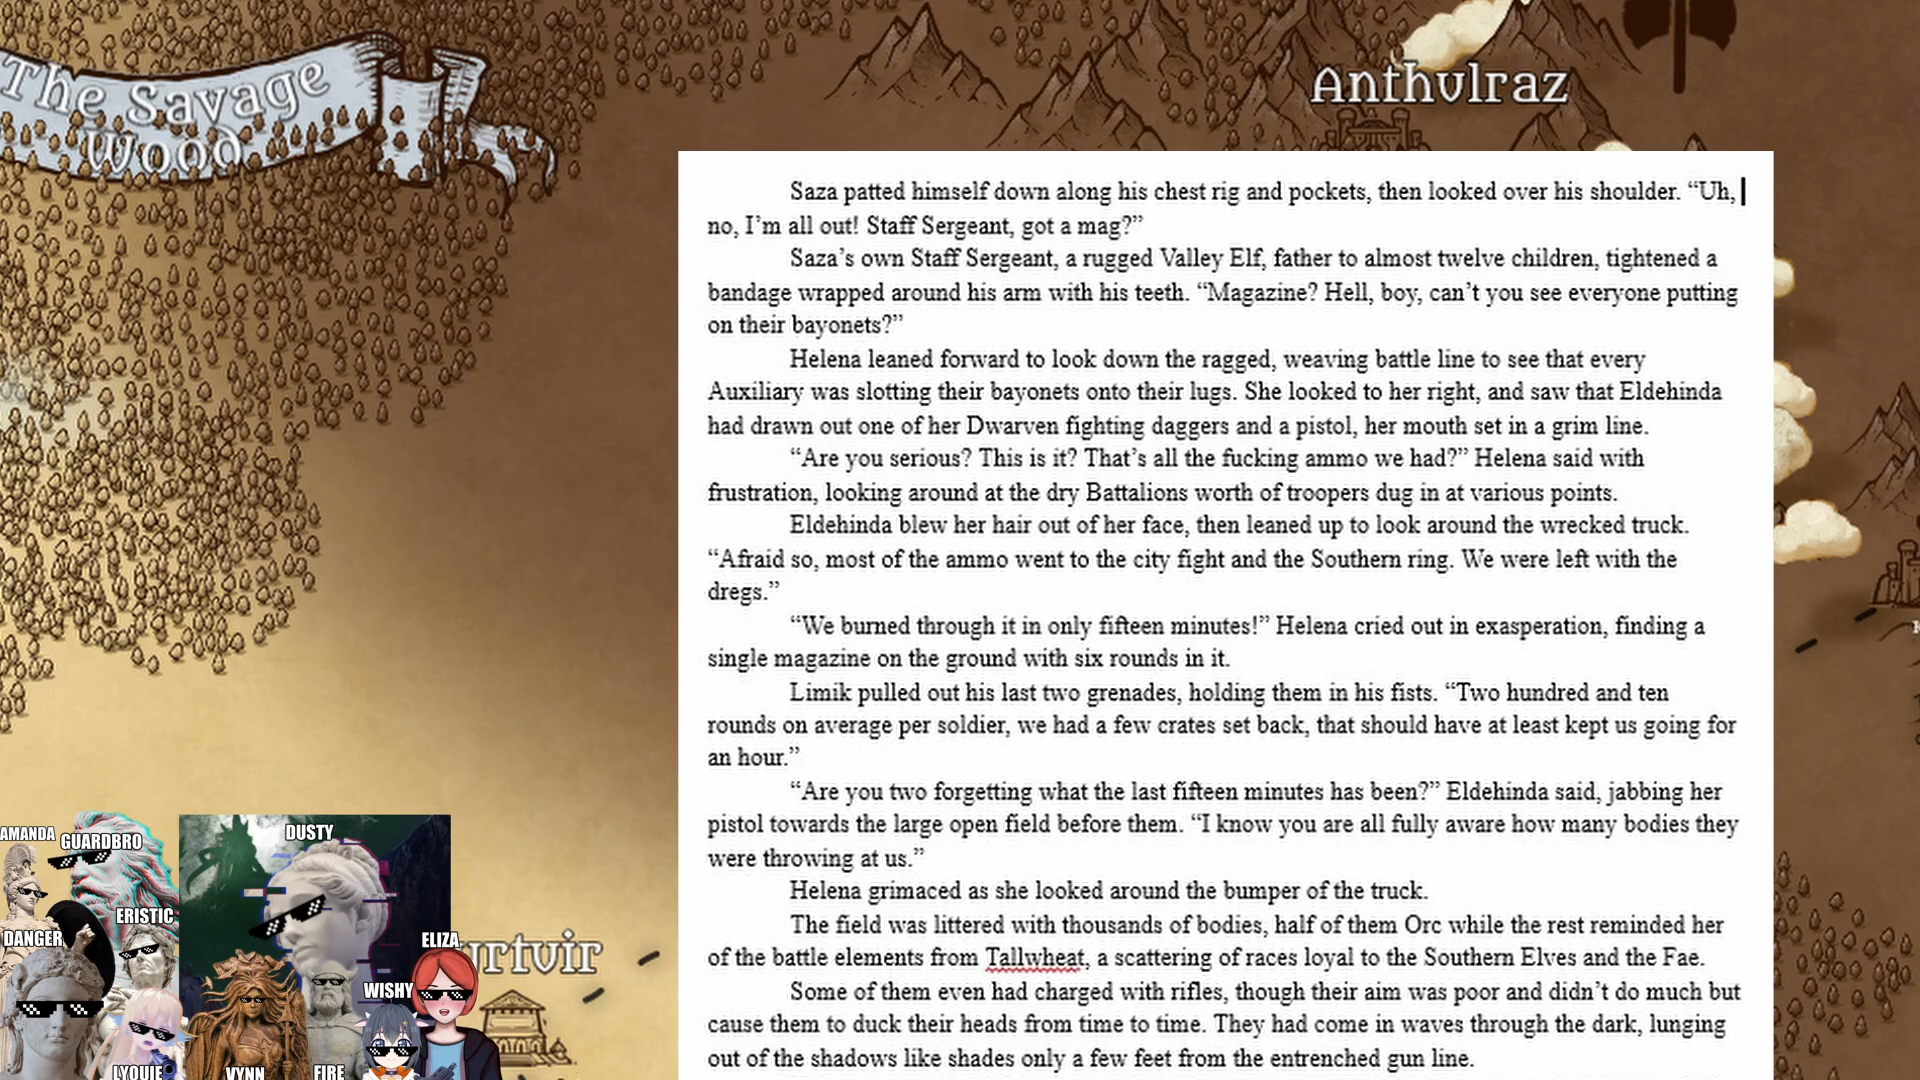 The Savage
Wood
Anthulraz
Saza patted himself down along his chest rig and pockets, then looked over his shoulder. “Uh,
no, I’m all out! Staff Sergeant, got a mag?”
Saza’s own Staff Sergeant, a rugged Valley Elf, father to almost twelve children, tightened a
bandage wrapped around his arm with his teeth. “Magazine? Hell, boy, can’t you see everyone putting
on their bayonets?”
Helena leaned forward to look down the ragged, weaving battle line to see that every
Auxiliary was slotting their bayonets onto their lugs. She looked to her right, and saw that Eldehinda
had drawn out one of her Dwarven fighting daggers and a pistol, her mouth set in a grim line.
“Are you serious? This is it? That’s all the fucking ammo we had?” Helena said with
frustration, looking around at the dry Battalions worth of troopers dug in at various points.
Eldehinda blew her hair out of her face, then leaned up to look around the wrecked truck.
“Afraid so, most of the ammo went to the city fight and the Southern ring. We were left with the
dregs.”
“We burned through it in only fifteen minutes!” Helena cried out in exasperation, finding a
single magazine on the ground with six rounds in it.
Limik pulled out his last two grenades, holding them in his fists. “Two hundred and ten
rounds on average per soldier, we had a few crates set back, that should have at least kept us going for
an hour.”
“Are you two forgetting what the last fifteen minutes has been?” Eldehinda said, jabbing her
pistol towards the large open field before them. “I know you are all fully aware how many bodies they
were throwing at us.”
Helena grimaced as she looked around the bumper of the truck.
The field was littered with thousands of bodies, half of them Orc while the rest reminded her
of the battle elements from Tallwheat, a scattering of races loyal to the Southern Elves and the Fae.
Some of them even had charged with rifles, though their aim was poor and didn’t do much but
cause them to duck their heads from time to time. They had come in waves through the dark, lunging
out of the shadows like shades only a few feet from the entrenched gun line.
AMANDA
GUARDBRO
DUSTY
ERISTIC
DANGER
ELIZA
WISHY
LYQUIE
VYNN
FIRE